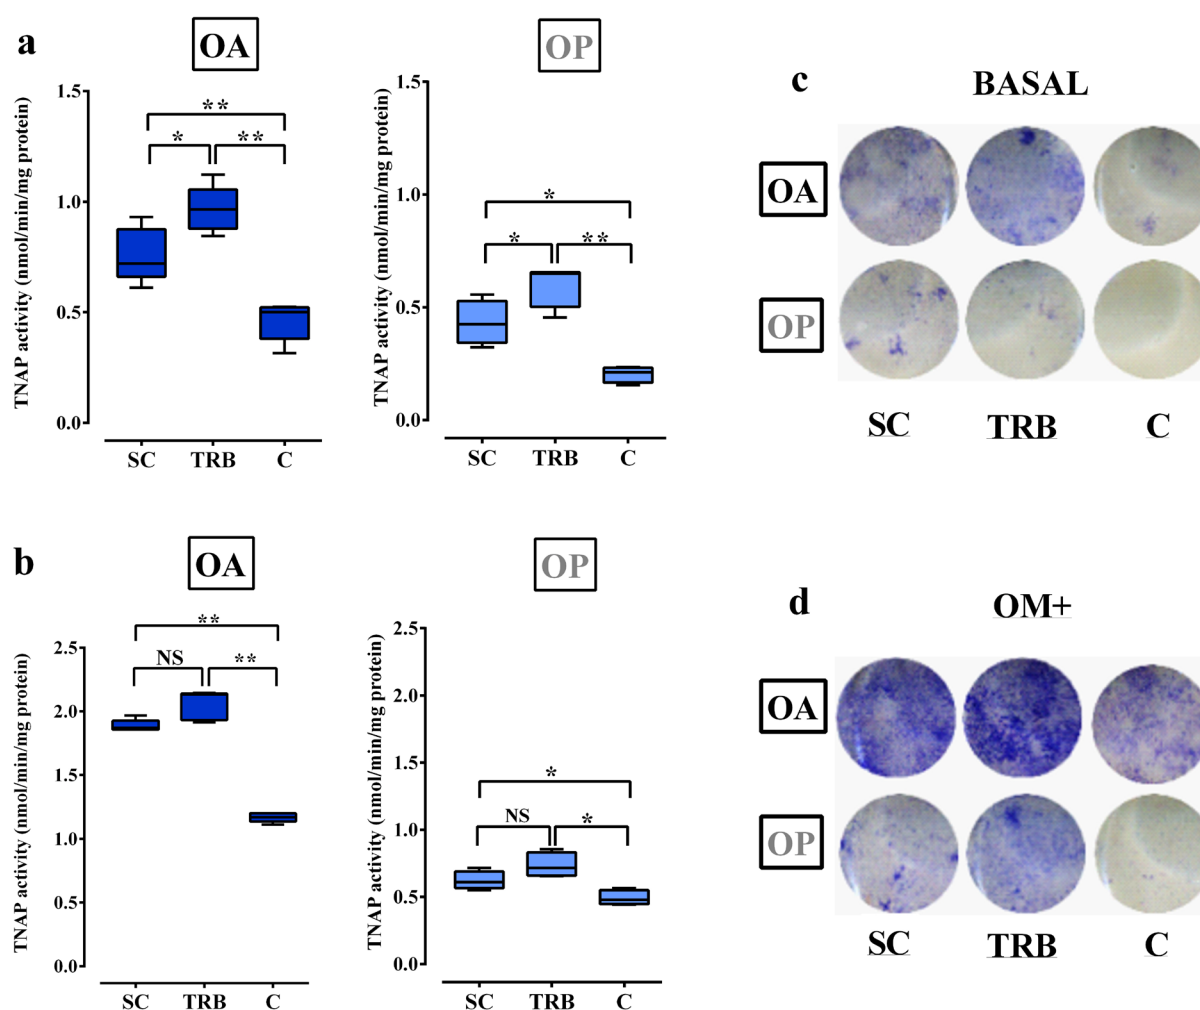 a
OA
TNAP activity (nmol/min/mg protein)
1.5
1.0
0.5
0.0
**
*
**
SC TRB C
OP
TNAP activity (nmol/min/mg protein)
1.5
1.0
0.5
0.0
*
*
**
SC TRB C
c
BASAL
OA
OP
SC TRB C
b
OA
TNAP activity (nmol/min/mg protein)
2.5
2.0
1.5
1.0
0.5
0.0
**
NS
**
SC TRB C
OP
TNAP activity (nmol/min/mg protein)
2.5
2.0
1.5
1.0
0.5
0.0
*
NS
*
SC TRB C
d
OM+
OA
OP
SC TRB C